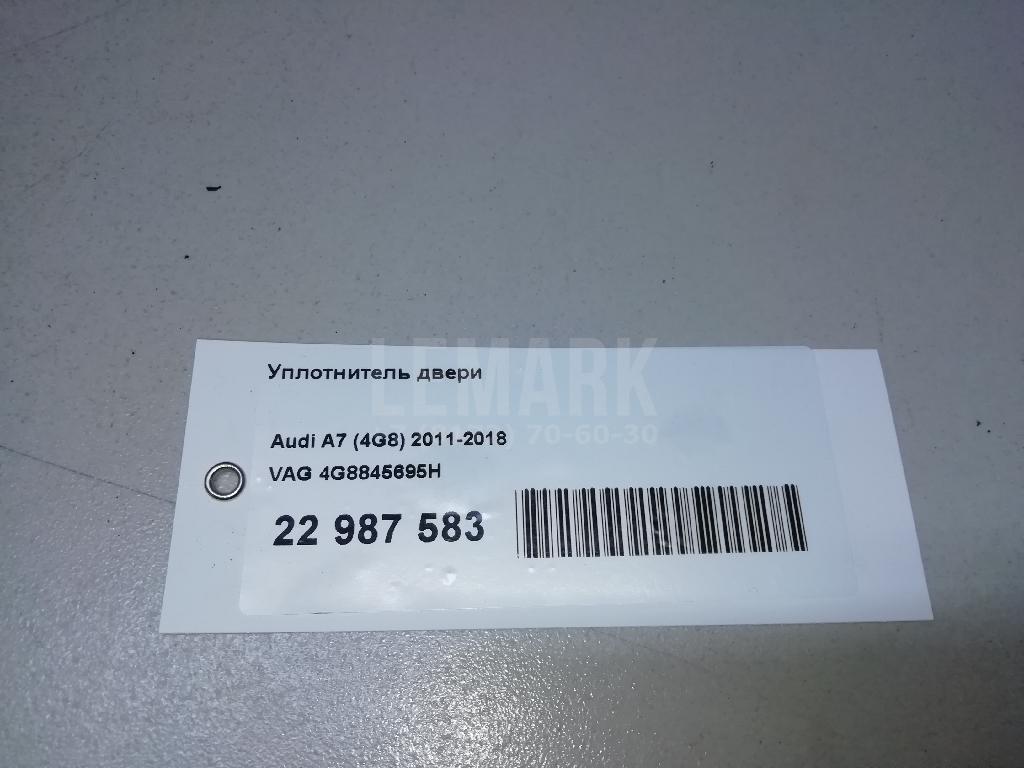 LEMARK
70-60-30
Уплотнитель двери
Audi A7 (4G8) 2011-2018
VAG 4G8845695H
22 987 583